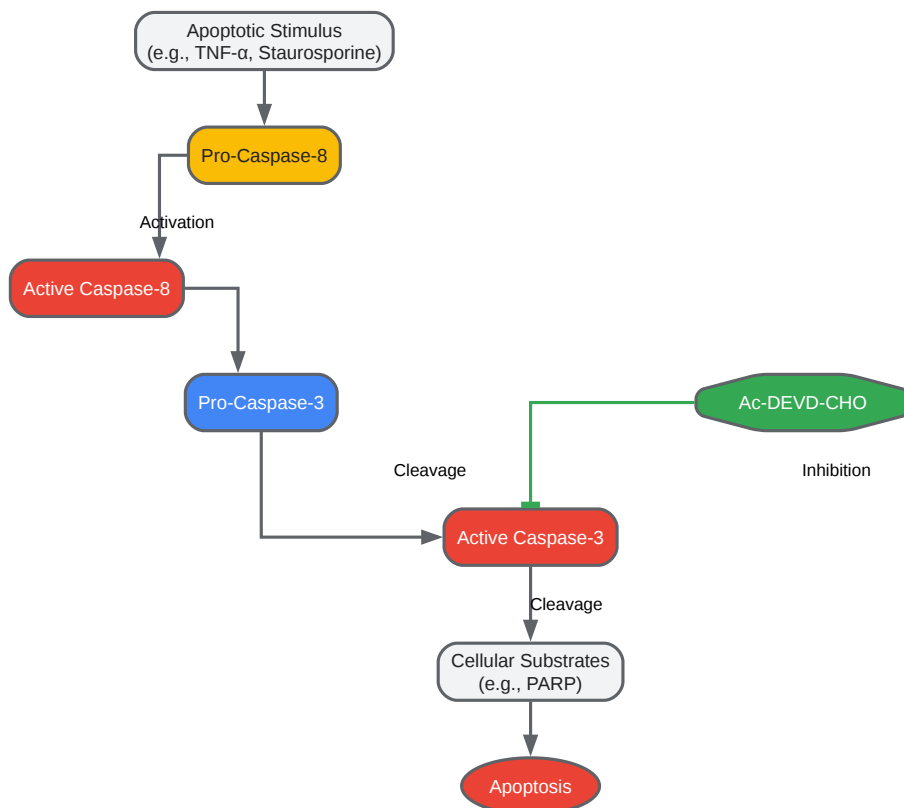 Apoptotic Stimulus
(e.g., TNF-α, Staurosporine)
Pro-Caspase-8
Activation
Active Caspase-8
Pro-Caspase-3
Ac-DEVD-CHO
Cleavage
Inhibition
Active Caspase-3
Cleavage
Cellular Substrates
(e.g., PARP)
Apoptosis